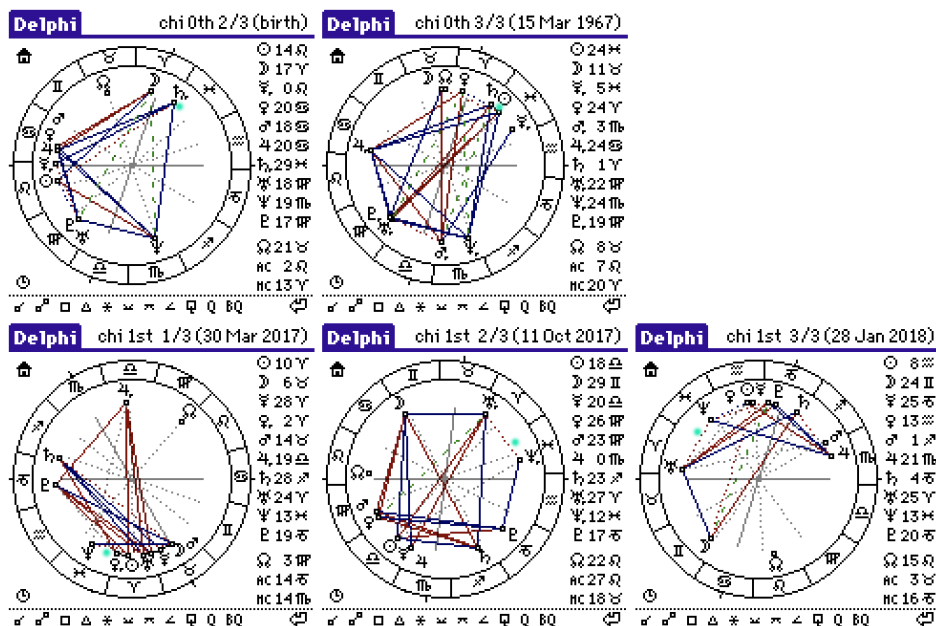 Delphi chi 0th 2/3 (birth)
☉ 14 ♌
☽ 17 ♈
☿, 0 ♌
♀ 20 ♋
♂ 18 ♋
♃ 20 ♋
♄, 29 ♓
♅ 18 ♍
♆ 19 ♏
♇ 17 ♍
☊ 21 ♉
AC 2 ♌
MC 13 ♈
☌ ☍ □ △ ⚹ ⚺ ⚻ ∠ ⚼ Q BQ
Delphi chi 0th 3/3 (15 Mar 1967)
☉ 24 ♓
☽ 11 ♉
☿, 5 ♓
♀ 24 ♈
♂, 3 ♏
♃, 24 ♋
♄ 1 ♈
♅, 22 ♍
♆, 24 ♏
♇, 19 ♍
☊ 8 ♉
AC 7 ♌
MC 20 ♈
☌ ☍ □ △ ⚹ ⚺ ⚻ ∠ ⚼ Q BQ
Delphi chi 1st 1/3 (30 Mar 2017)
☉ 10 ♈
☽ 6 ♉
☿ 28 ♈
♀, 2 ♈
♂ 14 ♉
♃, 19 ♎
♄ 28 ♐
♅ 24 ♈
♆ 13 ♓
♇ 19 ♑
☊ 3 ♍
AC 14 ♑
MC 14 ♏
☌ ☍ □ △ ⚹ ⚺ ⚻ ∠ ⚼ Q BQ
Delphi chi 1st 2/3 (11 Oct 2017)
☉ 18 ♎
☽ 29 ♊
☿ 20 ♎
♀ 26 ♍
♂ 23 ♍
♃ 0 ♏
♄ 23 ♐
♅, 27 ♈
♆, 12 ♓
♇ 17 ♑
☊ 22 ♌
AC 27 ♌
MC 18 ♉
☌ ☍ □ △ ⚹ ⚺ ⚻ ∠ ⚼ Q BQ
Delphi chi 1st 3/3 (28 Jan 2018)
☉ 8 ♒
☽ 24 ♊
☿ 25 ♑
♀ 13 ♒
♂ 1 ♐
♃ 21 ♏
♄ 4 ♑
♅ 25 ♈
♆ 13 ♓
♇ 20 ♑
☊ 15 ♌
AC 3 ♉
MC 16 ♑
☌ ☍ □ △ ⚹ ⚺ ⚻ ∠ ⚼ Q BQ